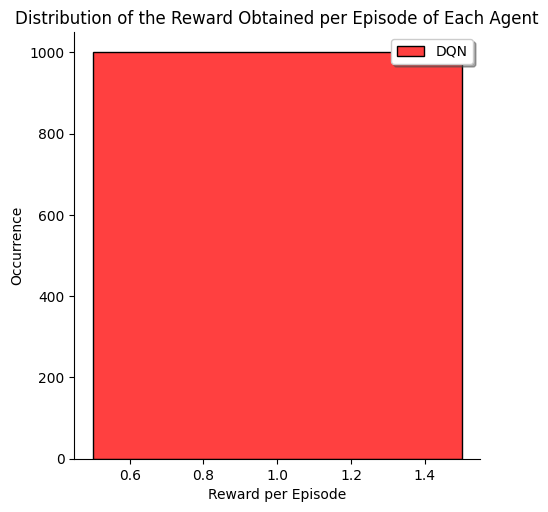 Distribution of the Reward Obtained per Episode of Each Agent
DQN
1000
800
600
400
200
0
Occurrence
0.6 0.8 1.0 1.2 1.4
Reward per Episode